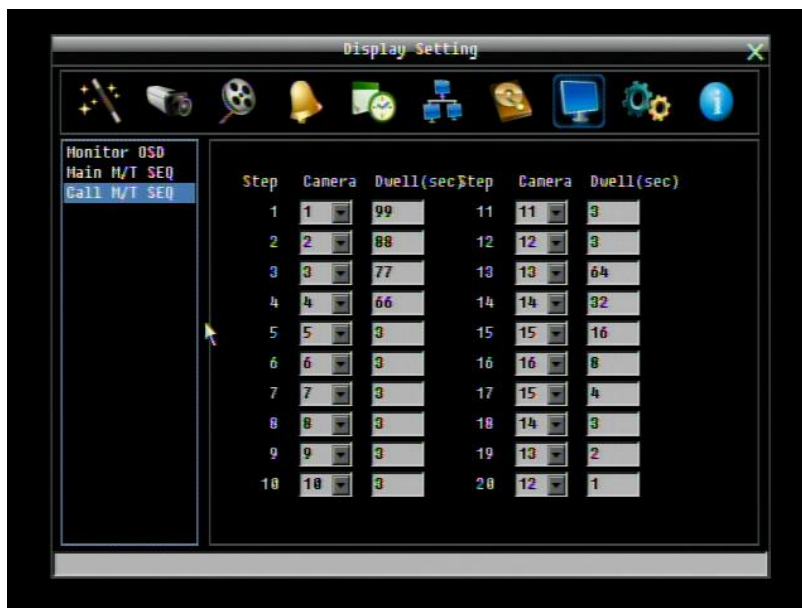 Display Setting
Monitor OSD
Main M/T SEQ
Call M/T SEQ
Step Camera Dwell(sec) Step Camera Dwell(sec)
1 1 99 11 11 3
2 2 88 12 12 3
3 3 77 13 13 64
4 4 66 14 14 32
5 5 3 15 15 16
6 6 3 16 16 8
7 7 3 17 15 4
8 8 3 18 14 3
9 9 3 19 13 2
10 10 3 20 12 1